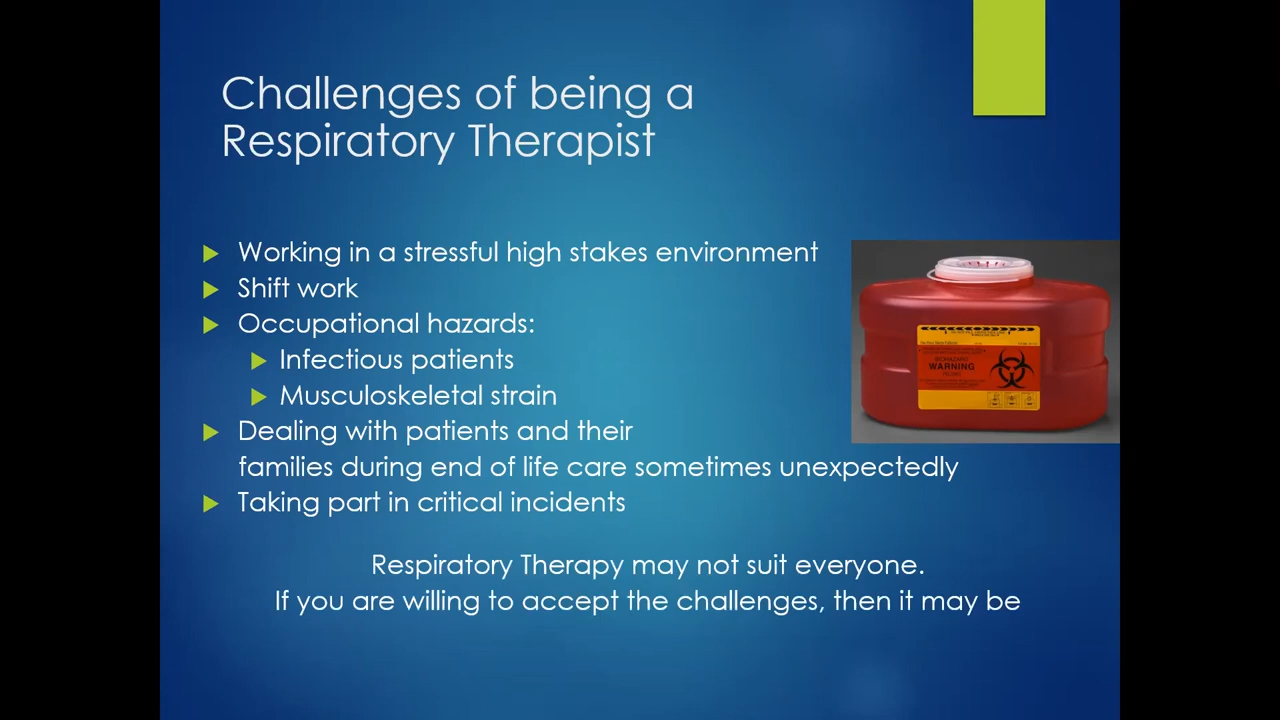 Challenges of being a
Respiratory Therapist
Working in a stressful high stakes environment
Shift work
Occupational hazards:
Infectious patients
Musculoskeletal strain
Dealing with patients and their
families during end of life care sometimes unexpectedly
Taking part in critical incidents
BIOHAZARD
WARNING
Respiratory Therapy may not suit everyone.
If you are willing to accept the challenges, then it may be